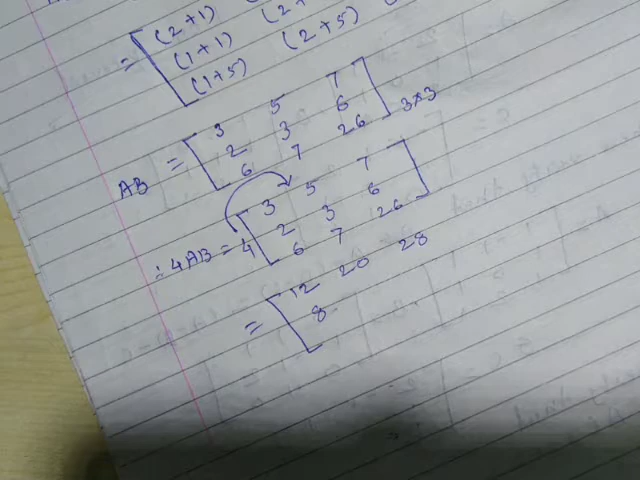 = [ (2+1) (2+
(1+1) (2+5)
(1+5)
AB = [ 3 5 7
2 3 6
6 7 26 ] 3×3
∴ 4AB = 4 [ 3 5 7
2 3 6
6 7 26 ]
= [ 12 20 28
8